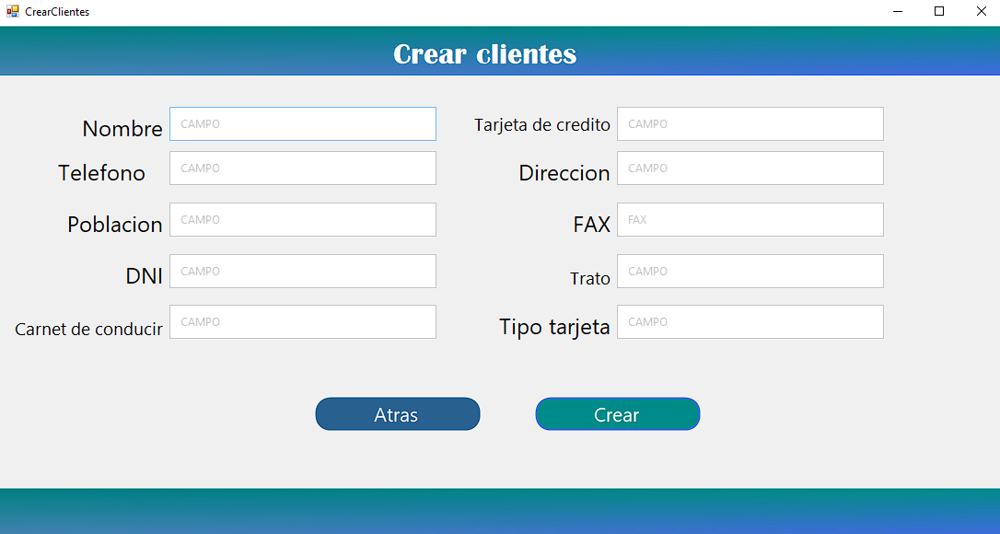 CrearClientes
Crear clientes
Nombre CAMPO Tarjeta de credito CAMPO
Telefono CAMPO Direccion CAMPO
Poblacion CAMPO FAX FAX
DNI CAMPO Trato CAMPO
Carnet de conducir CAMPO Tipo tarjeta CAMPO
Atras Crear